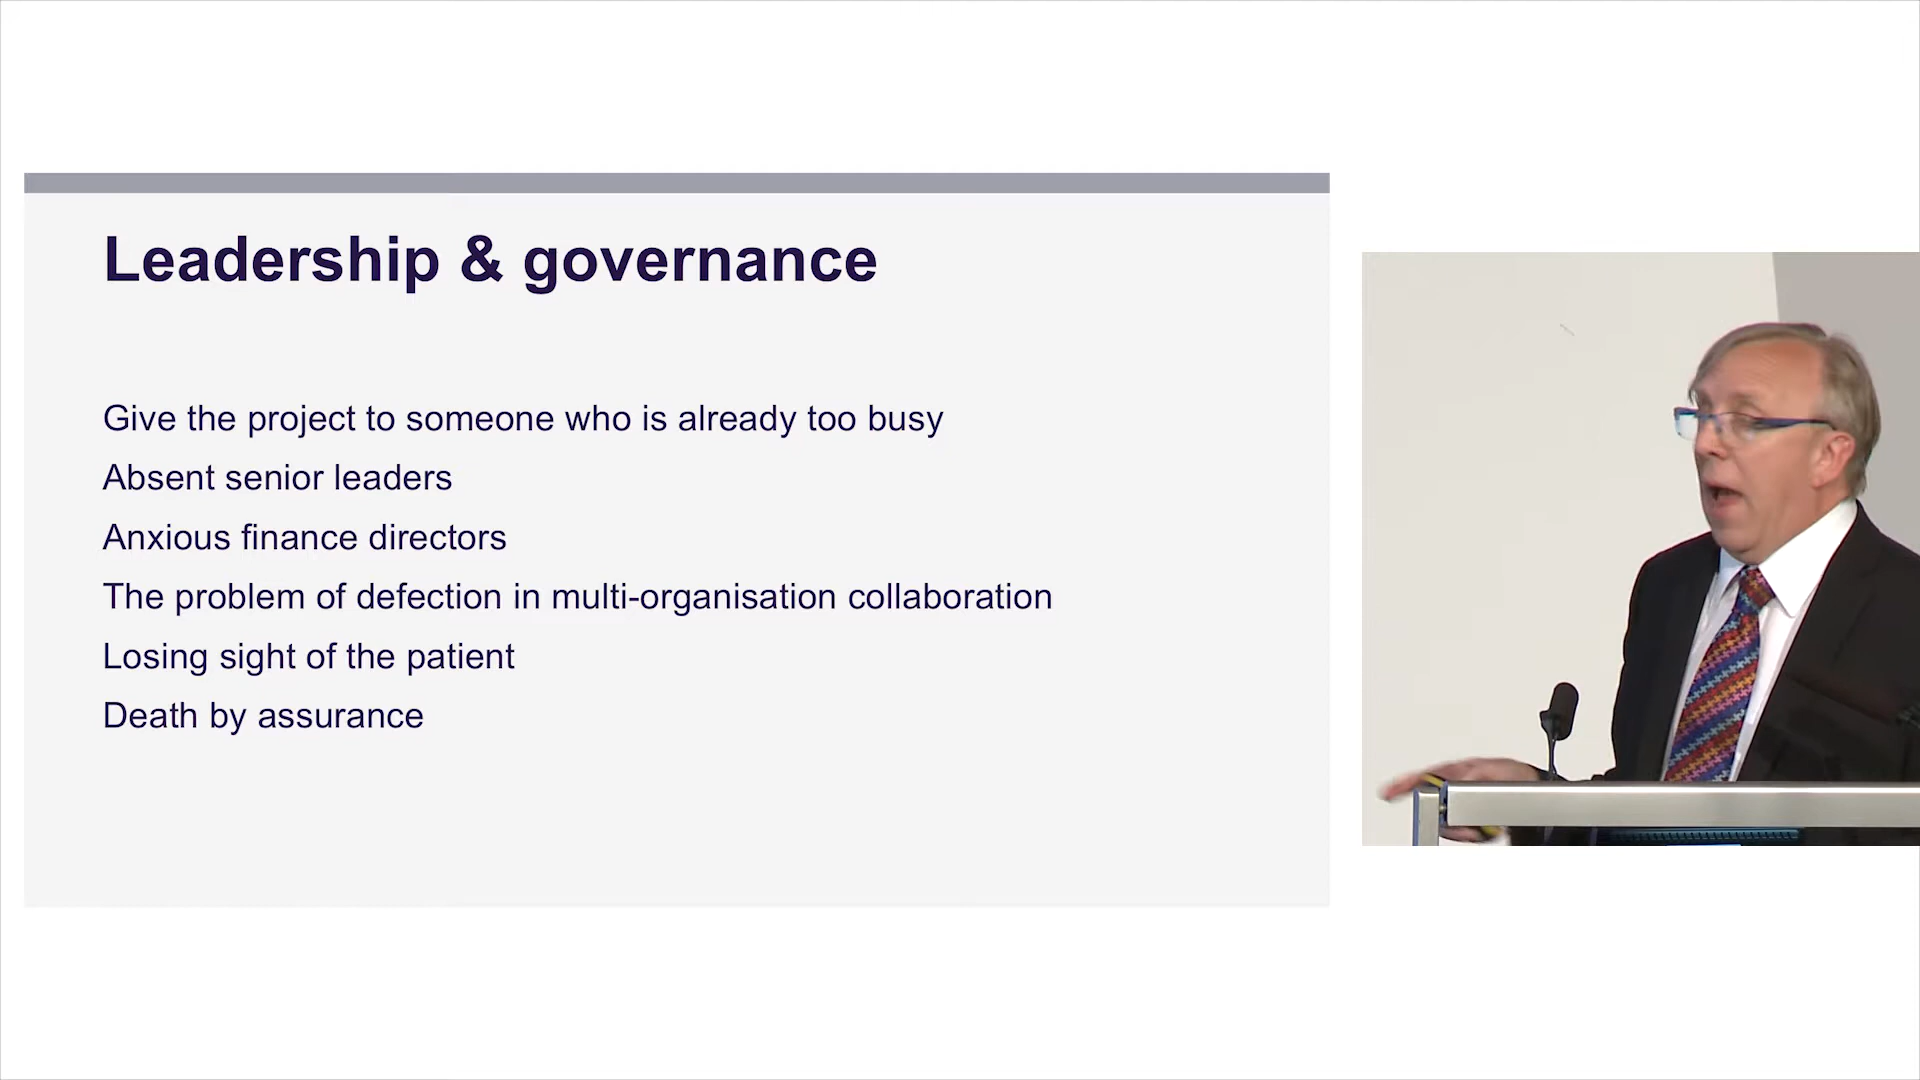 Leadership & governance
Give the project to someone who is already too busy
Absent senior leaders
Anxious finance directors
The problem of defection in multi-organisation collaboration
Losing sight of the patient
Death by assurance